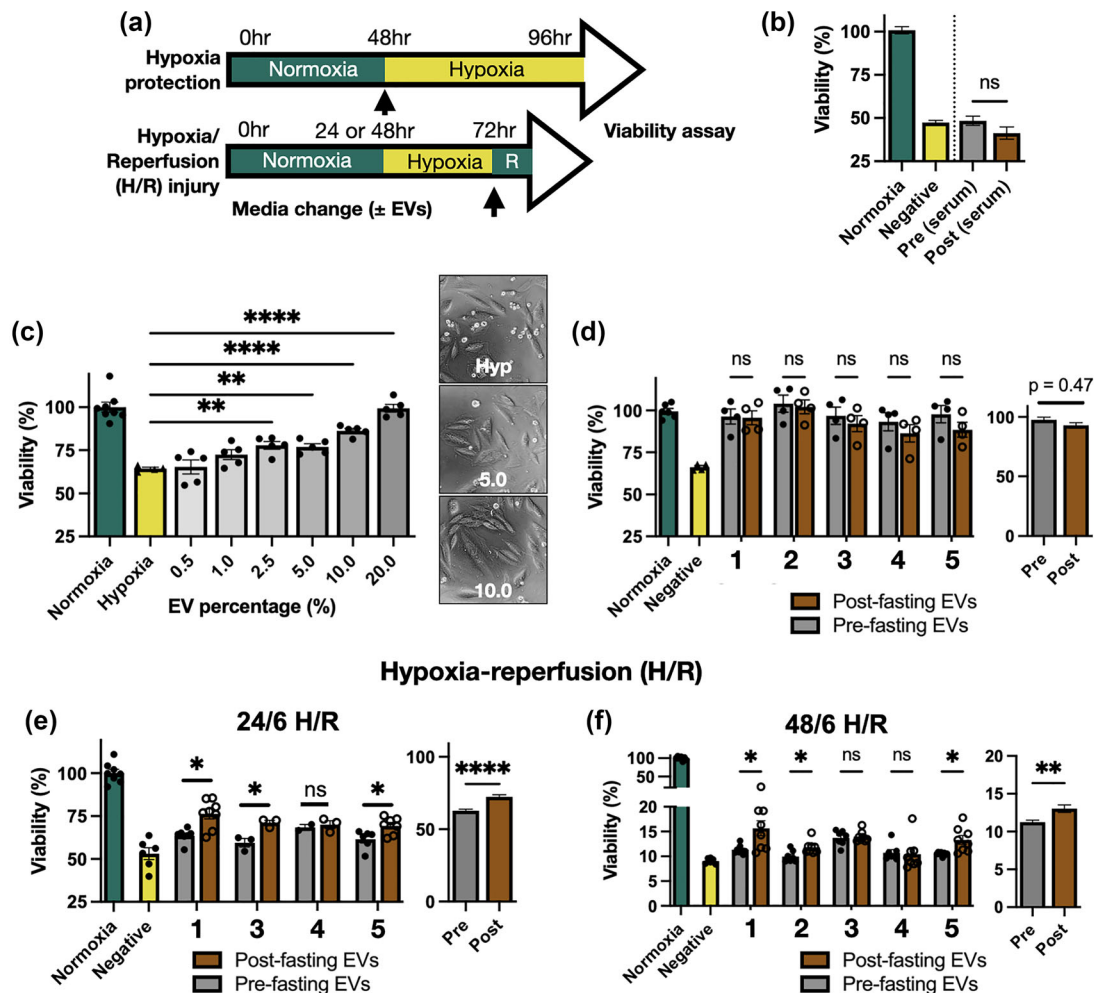 (a)
0hr 48hr 96hr
Hypoxia
protection
Normoxia Hypoxia
0hr 24 or 48hr 72hr
Hypoxia/
Reperfusion
(H/R) injury
Normoxia Hypoxia R
Viability assay
Media change (± EVs)
(b)
Viability (%)
100
75
50
25
ns
Normoxia
Negative
Pre (serum)
Post (serum)
(c)
Viability (%)
100
75
50
25
****
****
**
**
Normoxia
Hypoxia
0.5
1.0
2.5
5.0
10.0
20.0
EV percentage (%)
Hyp
5.0
10.0
(d)
Viability (%)
125
100
75
50
25
ns ns ns ns ns
Normoxia
Negative
1 2 3 4 5
p = 0.47
100
50
0
Pre
Post
Post-fasting EVs
Pre-fasting EVs
Hypoxia-reperfusion (H/R)
(e)
24/6 H/R
Viability (%)
125
100
75
50
25
* * ns *
Normoxia
Negative
1 3 4 5
****
100
50
0
Pre
Post
Post-fasting EVs
Pre-fasting EVs
(f)
48/6 H/R
Viability (%)
100
50
20
15
10
5
0
* * ns ns *
Normoxia
Negative
1 2 3 4 5
**
20
15
10
5
0
Pre
Post
Post-fasting EVs
Pre-fasting EVs